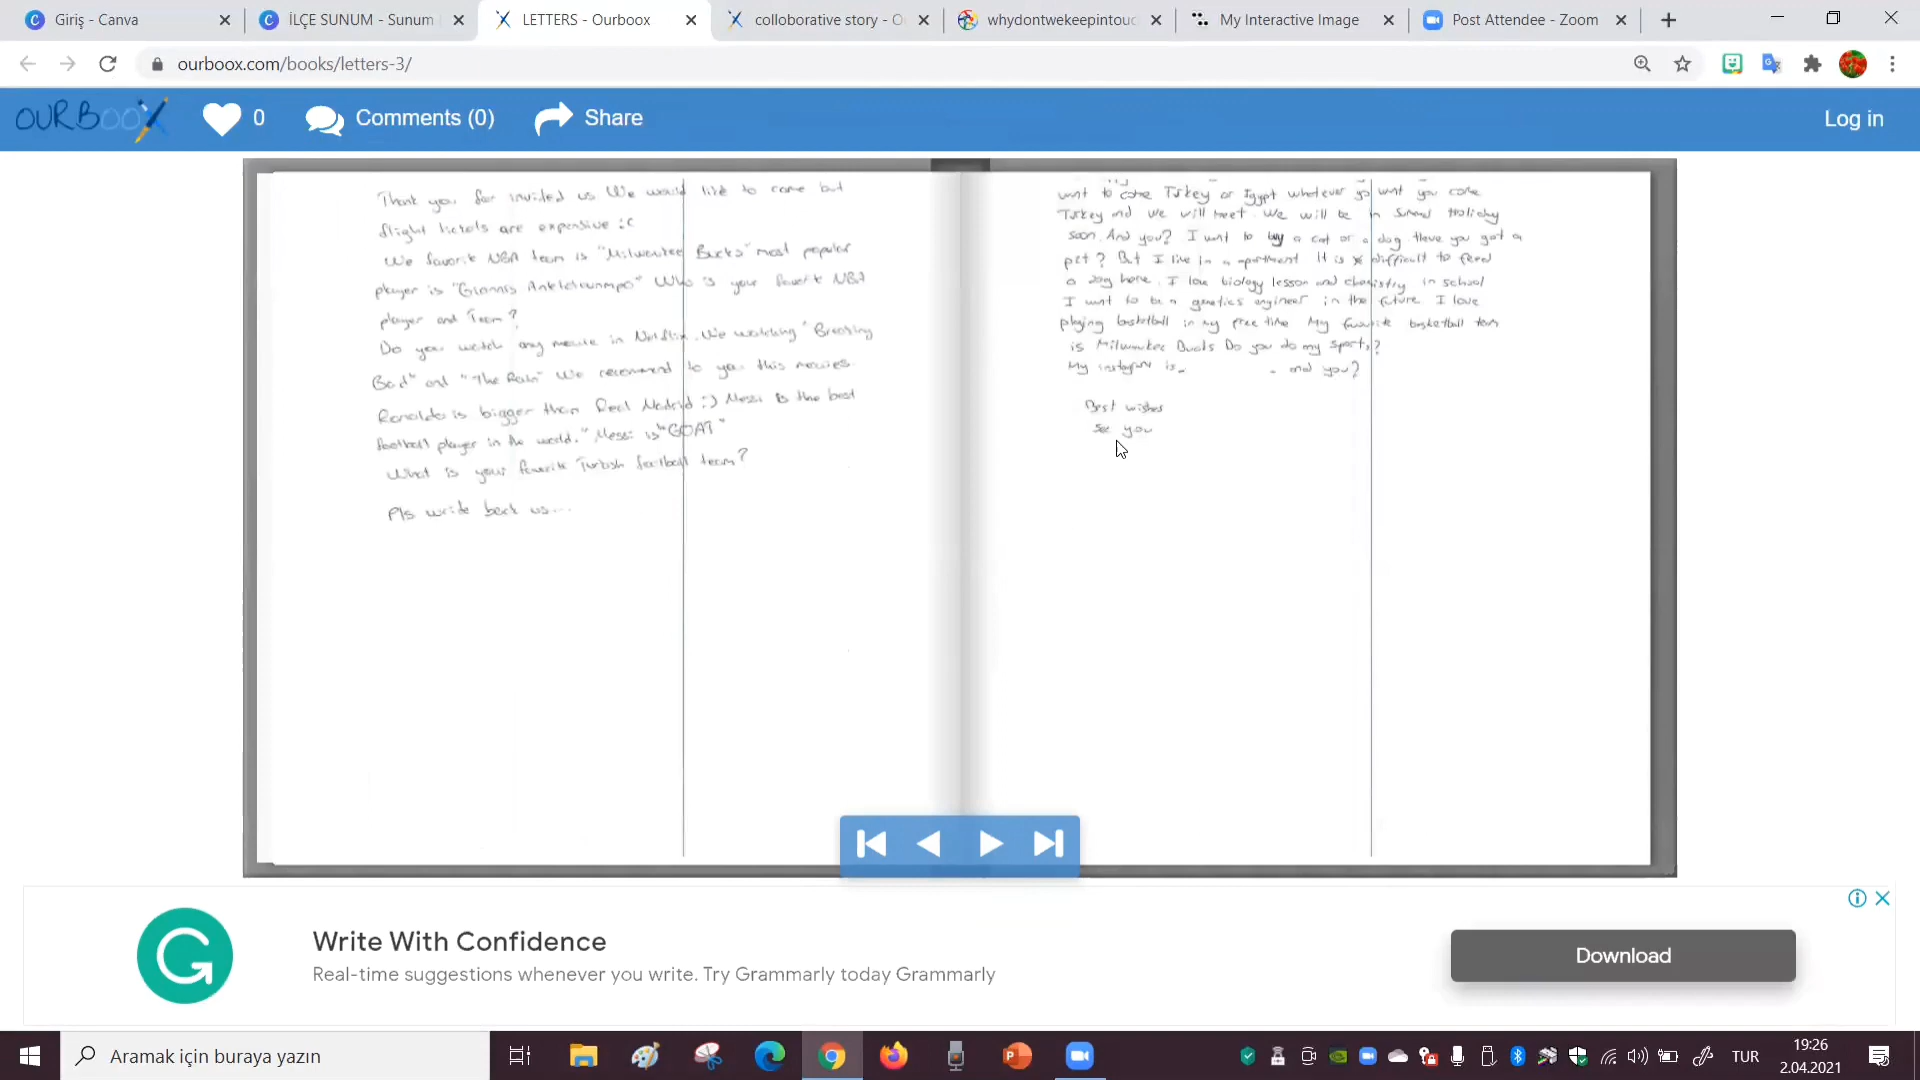 Giriş - Canva
İLÇE SUNUM - Sunum
LETTERS - Ourboox
colloborative story - O
whydontwekeepintouc
My Interactive Image
Post Attendee - Zoom
ourboox.com/books/letters-3/
OURBOOX
0
Comments (0)
Share
Log in
Thank you for invited us We would like to come but
flight tickets are expensive :c
We favorite NBA team is "Milwaukee Bucks" most popular
player is "Giannis Who is your favorite NBA
player and Team?
Do you watch any movie in Netflix. We watching "Breaking
Bad" and "The Rain" We recommend to you this movies
Ronaldo is bigger than Real Madrid :) Messi is the best
football player in the world. "Messi is "GOAT"
What is your favorite Turkish football team?
Pls write back us...
want to come Turkey or Egypt whatever you want you come
Turkey and we will meet. We will be in summer holiday
soon. And you? I want to buy a cat or a dog. Have you got a
pet? But I live in a apartment It is difficult to feed
a dog here. I love biology lesson and chemistry in school
I want to be a genetics engineer in the future. I love
playing basketball in my free time My favourite basketball team
is Milwaukee Bucks Do you do any sports?
My instagram is - and you?
Best wishes
See you
Write With Confidence
Real-time suggestions whenever you write. Try Grammarly today Grammarly
Download
Aramak için buraya yazın
TUR
19:26
2.04.2021